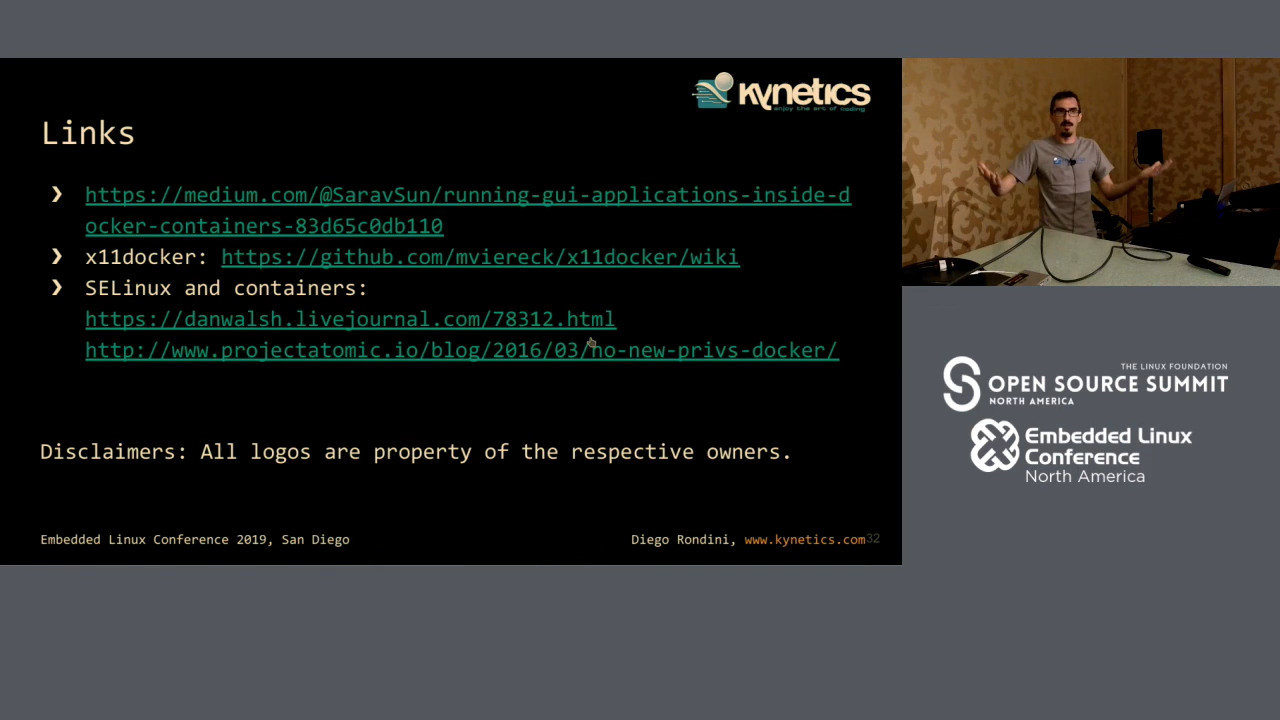 kynetics
enjoy the art of coding
Links
❯ https://medium.com/@SaravSun/running-gui-applications-inside-d
ocker-containers-83d65c0db110
❯ x11docker: https://github.com/mviereck/x11docker/wiki
❯ SELinux and containers:
https://danwalsh.livejournal.com/78312.html
http://www.projectatomic.io/blog/2016/03/no-new-privs-docker/
Disclaimers: All logos are property of the respective owners.
Embedded Linux Conference 2019, San Diego
Diego Rondini, www.kynetics.com 32
THE LINUX FOUNDATION
OPEN SOURCE SUMMIT
NORTH AMERICA
Embedded Linux
Conference
North America